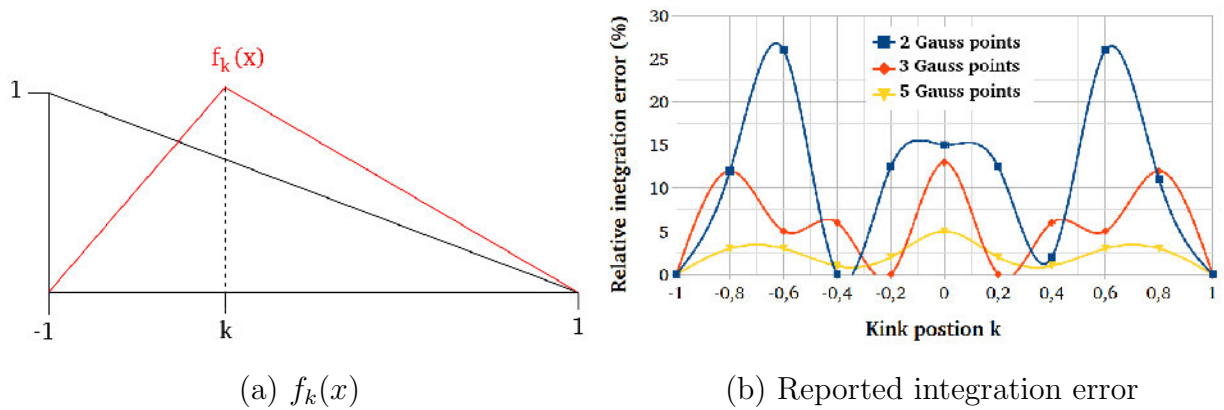 f_k(x)
1
-1
k
1
(a) f_k(x)
30
25
20
15
10
5
0
Relative inetgration error (%)
2 Gauss points
3 Gauss points
5 Gauss points
-1 -0,8 -0,6 -0,4 -0,2 0 0,2 0,4 0,6 0,8 1
Kink postion k
(b) Reported integration error